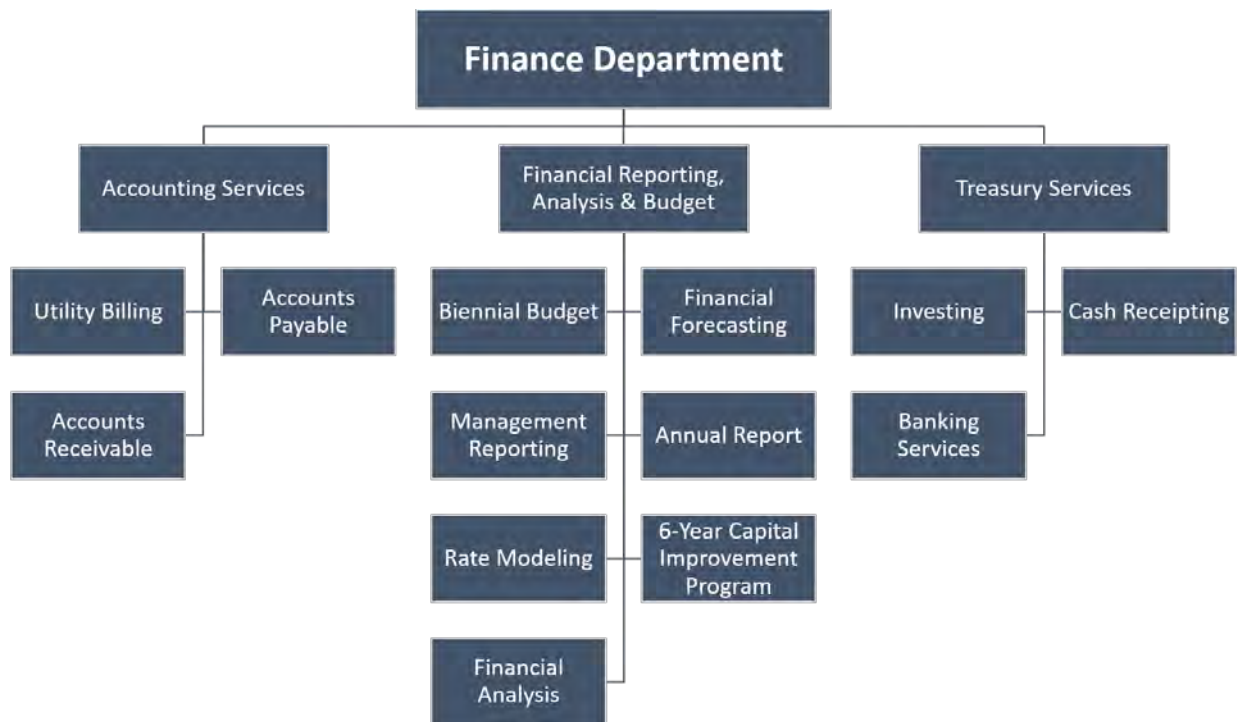 Finance Department
Accounting Services
Financial Reporting,
Analysis & Budget
Treasury Services
Utility Billing
Accounts
Payable
Biennial Budget
Financial
Forecasting
Investing
Cash Receipting
Accounts
Receivable
Management
Reporting
Annual Report
Banking
Services
Rate Modeling
6-Year Capital
Improvement
Program
Financial
Analysis